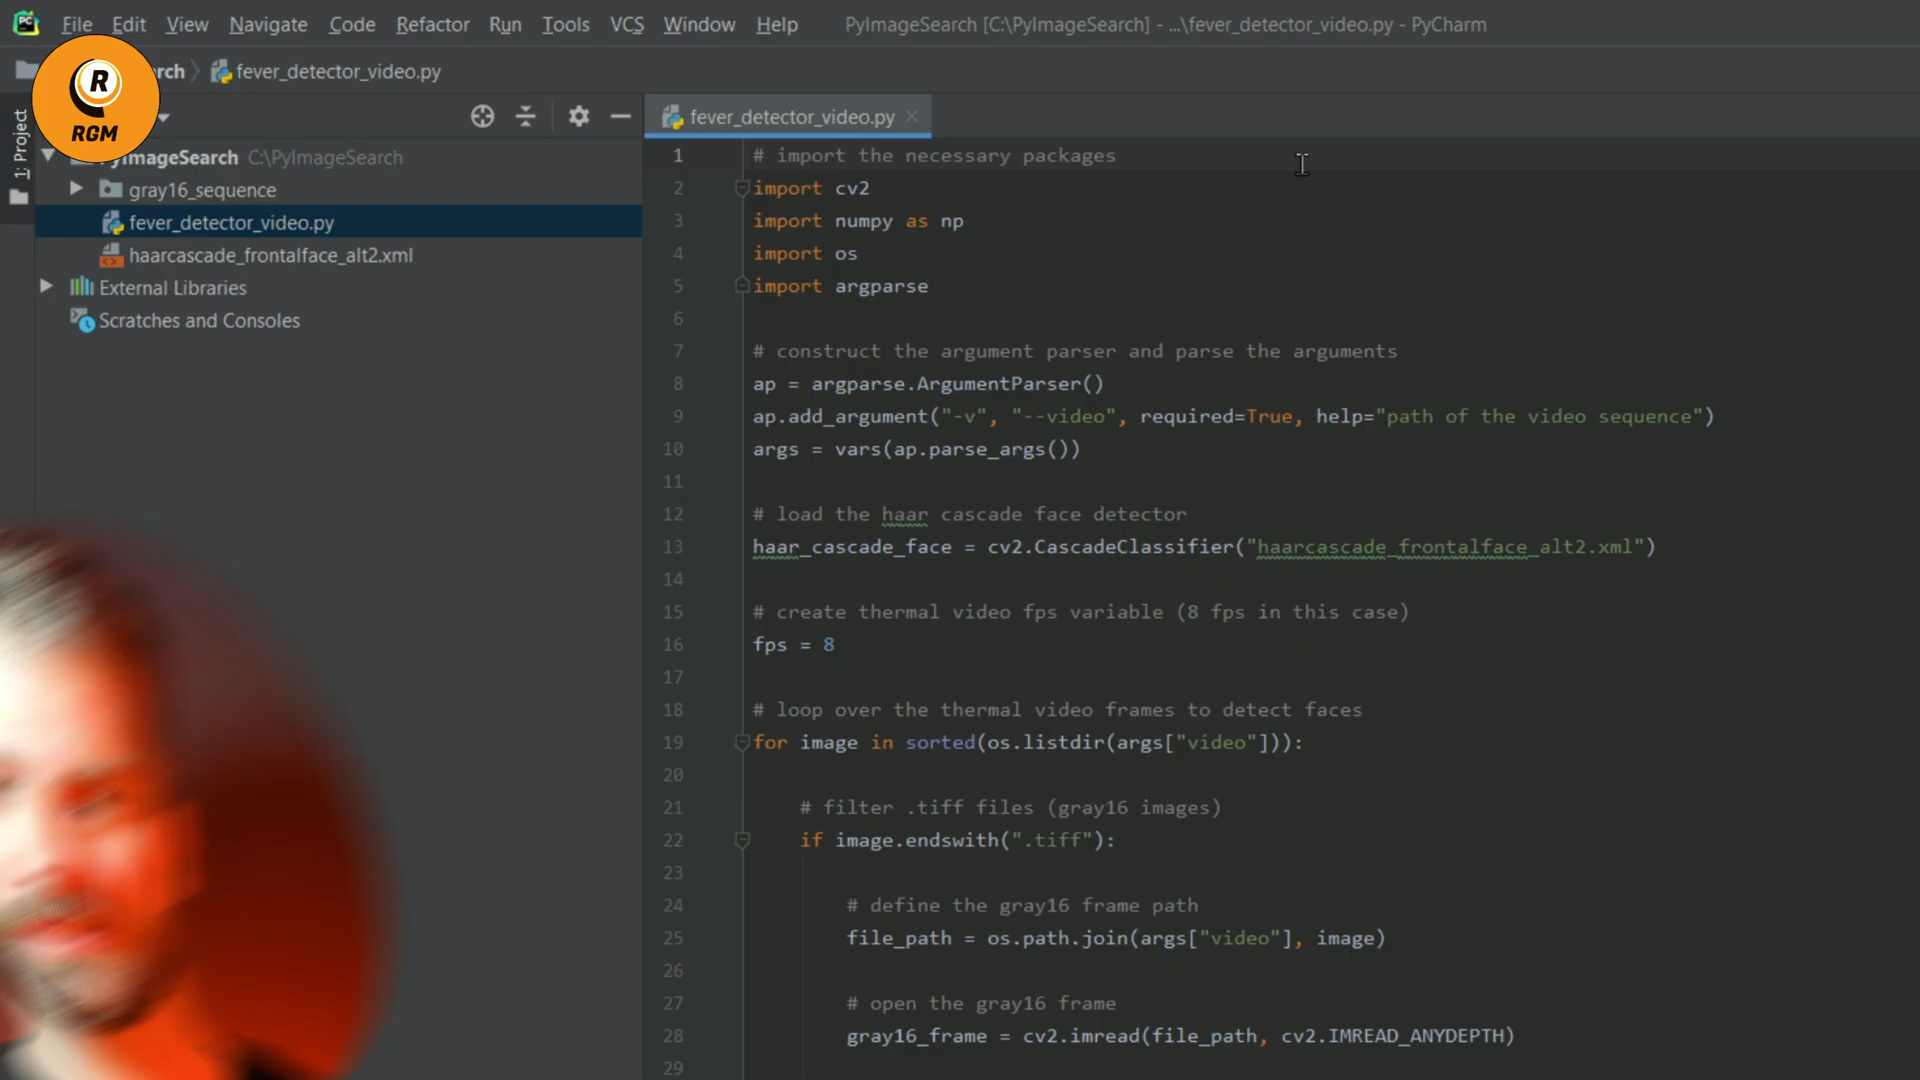 File Edit View Navigate Code Refactor Run Tools VCS Window Help PyImageSearch [C:\PyImageSearch] - ...\fever_detector_video.py - PyCharm
rch fever_detector_video.py
R
RGM
1: Project
PyImageSearch C:\PyImageSearch
gray16_sequence
fever_detector_video.py
haarcascade_frontalface_alt2.xml
External Libraries
Scratches and Consoles
fever_detector_video.py
1 # import the necessary packages
2 import cv2
3 import numpy as np
4 import os
5 import argparse
6
7 # construct the argument parser and parse the arguments
8 ap = argparse.ArgumentParser()
9 ap.add_argument("-v", "--video", required=True, help="path of the video sequence")
10 args = vars(ap.parse_args())
11
12 # load the haar cascade face detector
13 haar_cascade_face = cv2.CascadeClassifier("haarcascade_frontalface_alt2.xml")
14
15 # create thermal video fps variable (8 fps in this case)
16 fps = 8
17
18 # loop over the thermal video frames to detect faces
19 for image in sorted(os.listdir(args["video"])):
20
21 # filter .tiff files (gray16 images)
22 if image.endswith(".tiff"):
23
24 # define the gray16 frame path
25 file_path = os.path.join(args["video"], image)
26
27 # open the gray16 frame
28 gray16_frame = cv2.imread(file_path, cv2.IMREAD_ANYDEPTH)
29